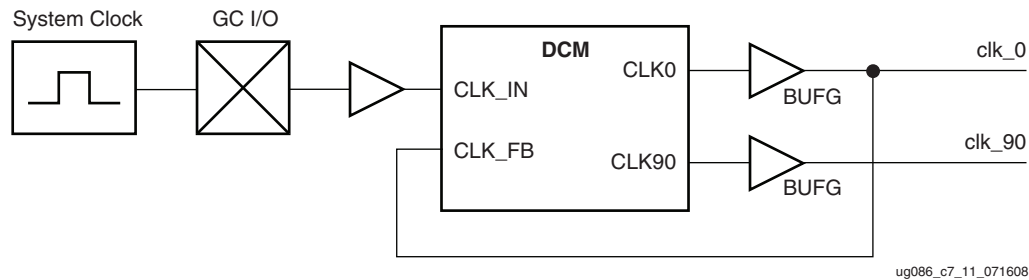 System Clock
GC I/O
DCM
CLK_IN
CLK_FB
CLK0
CLK90
BUFG
BUFG
clk_0
clk_90
ug086_c7_11_071608